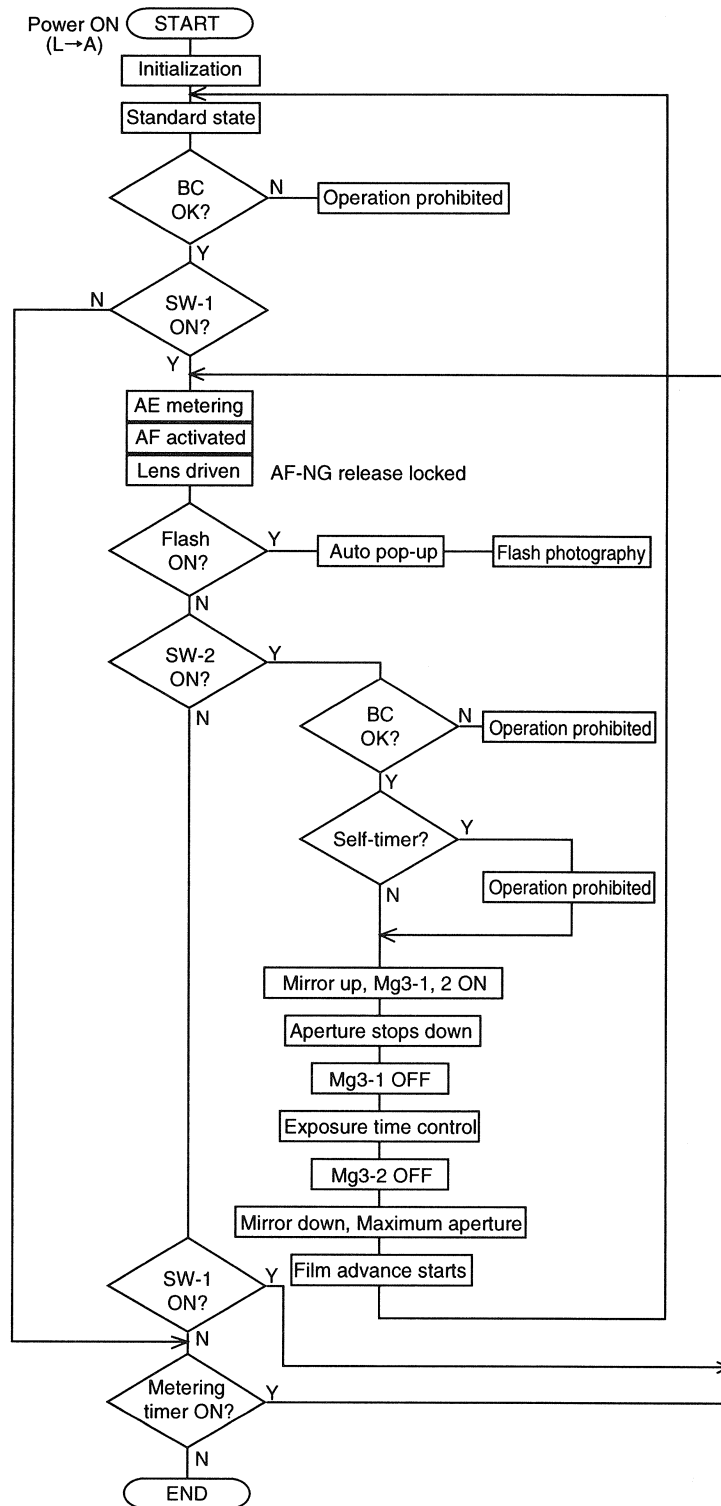 Power ON
(L→A)
START
Initialization
Standard state
BC
OK?
N
Operation prohibited
Y
N
SW-1
ON?
Y
AE metering
AF activated
Lens driven
AF-NG release locked
Flash
ON?
Y
Auto pop-up
Flash photography
N
SW-2
ON?
Y
N
BC
OK?
N
Operation prohibited
Y
Self-timer?
Y
Operation prohibited
N
Mirror up, Mg3-1, 2 ON
Aperture stops down
Mg3-1 OFF
Exposure time control
Mg3-2 OFF
Mirror down, Maximum aperture
Film advance starts
SW-1
ON?
Y
N
Metering
timer ON?
Y
N
END